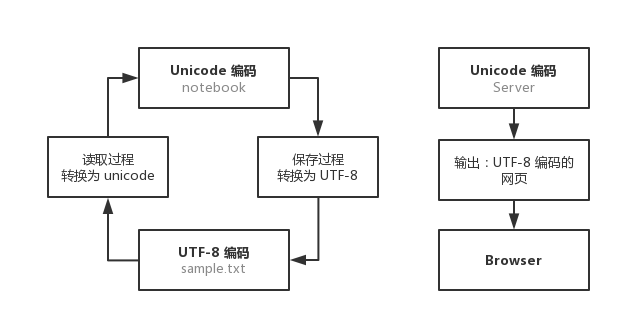 Unicode 编码
notebook
读取过程
转换为 unicode
保存过程
转换为 UTF-8
UTF-8 编码
sample.txt
Unicode 编码
Server
输出：UTF-8 编码的
网页
Browser